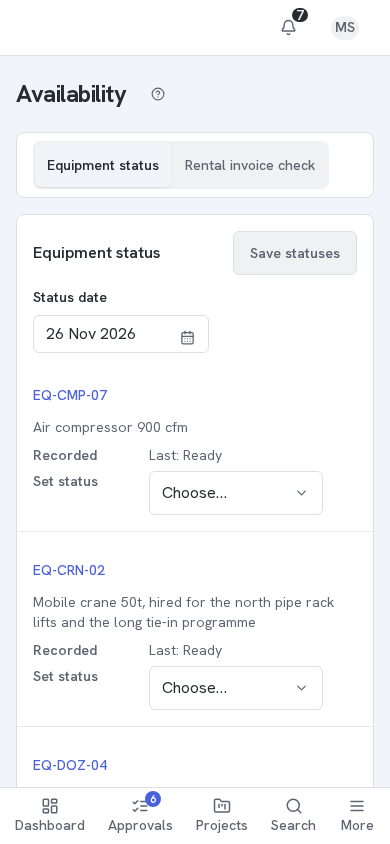 7
MS
Availability
Equipment status
Rental invoice check
Equipment status
Save statuses
Status date
26 Nov 2026
EQ-CMP-07
Air compressor 900 cfm
Recorded
Last: Ready
Set status
Choose...
EQ-CRN-02
Mobile crane 50t, hired for the north pipe rack
lifts and the long tie-in programme
Recorded
Last: Ready
Set status
Choose...
EQ-DOZ-04
6
Dashboard
Approvals
Projects
Search
More